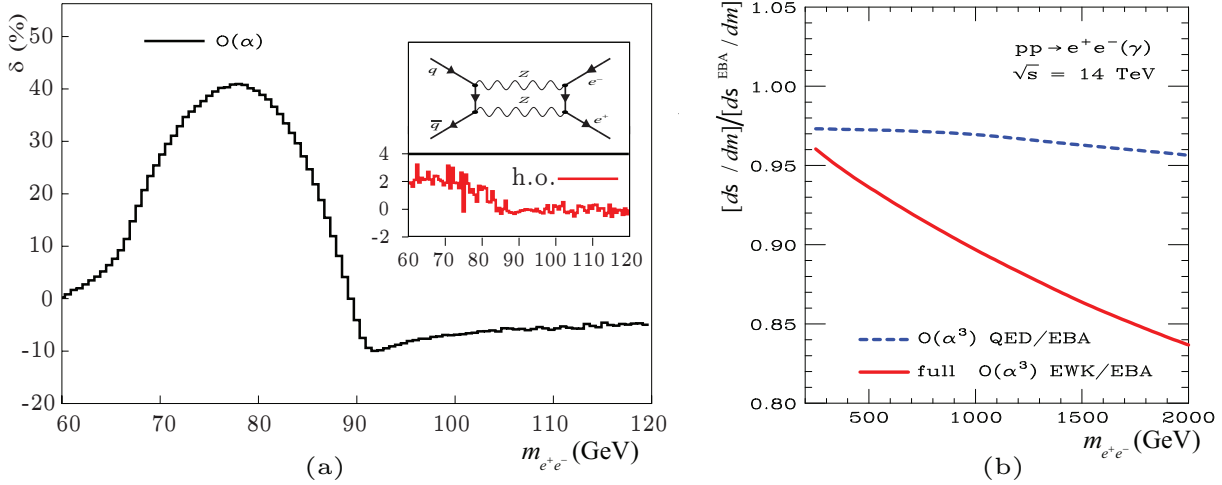 δ (%)
50
40
30
20
10
0
-10
-20
60
70
80
90
100
110
120
O(α)
q
q̅
Z
Z
e⁻
e⁺
4
2
0
-2
h.o.
60 70 80 90 100 110 120
m e⁺e⁻ (GeV)
(a)
[ds / dm]/[ds EBA / dm]
1.05
1.00
0.95
0.90
0.85
0.80
pp→e⁺e⁻(γ)
√s = 14 TeV
O(α³) QED/EBA
full O(α³) EWK/EBA
500
1000
1500
2000
m e⁺e⁻ (GeV)
(b)